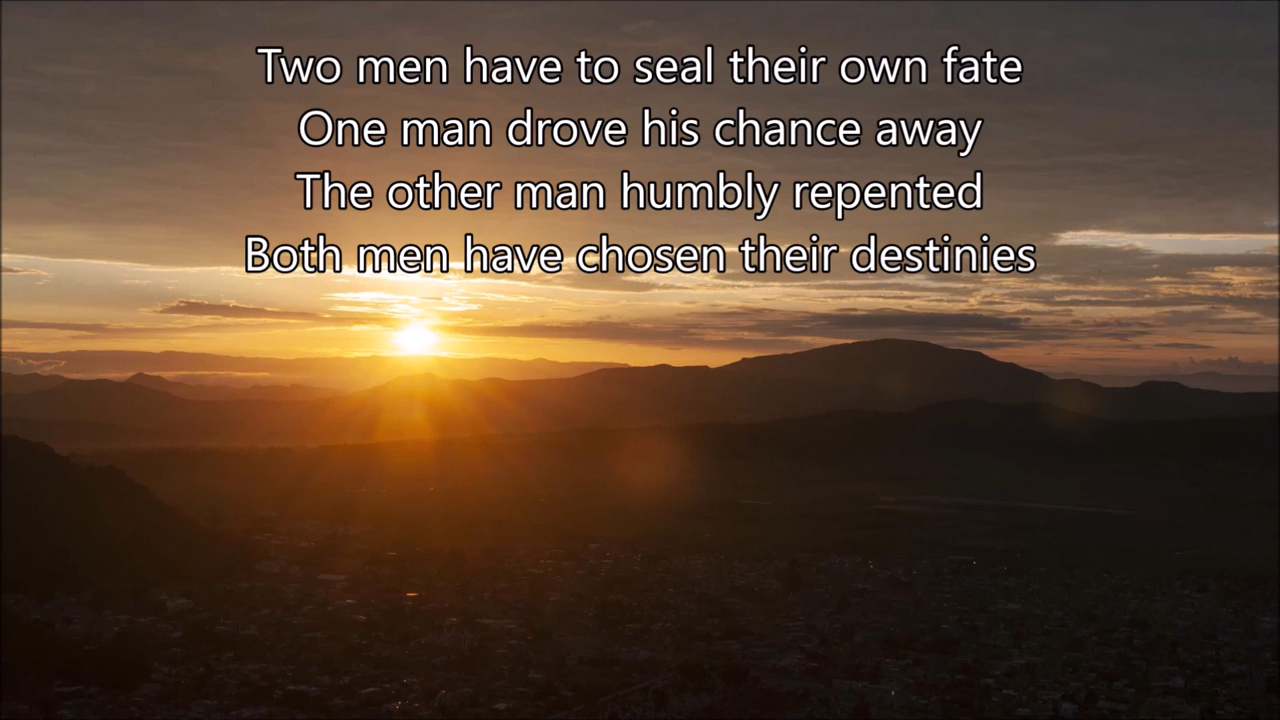 Two men have to seal their own fate
One man drove his chance away
The other man humbly repented
Both men have chosen their destinies